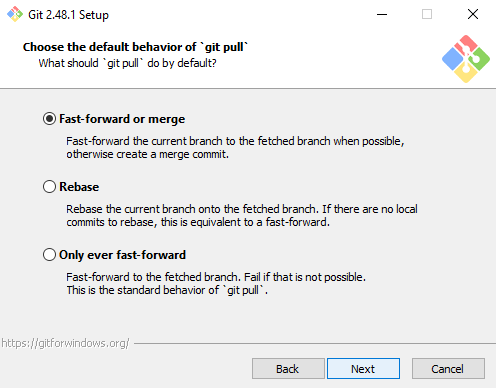 Git 2.48.1 Setup
Choose the default behavior of `git pull`
What should `git pull` do by default?
Fast-forward or merge
Fast-forward the current branch to the fetched branch when possible,
otherwise create a merge commit.
Rebase
Rebase the current branch onto the fetched branch. If there are no local
commits to rebase, this is equivalent to a fast-forward.
Only ever fast-forward
Fast-forward to the fetched branch. Fail if that is not possible.
This is the standard behavior of `git pull`.
https://gitforwindows.org/
Back
Next
Cancel